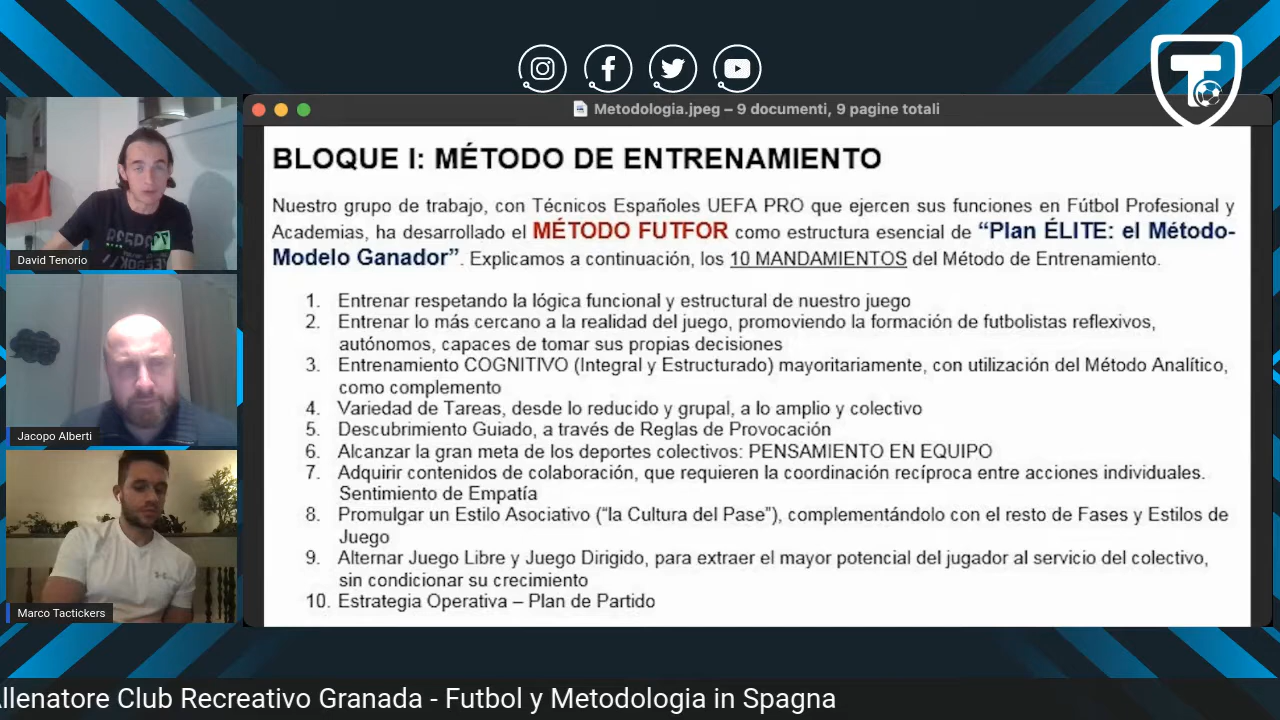 Metodologia.jpeg – 9 documenti, 9 pagine totali
BLOQUE I: MÉTODO DE ENTRENAMIENTO
Nuestro grupo de trabajo, con Técnicos Españoles UEFA PRO que ejercen sus funciones en Fútbol Profesional y
Academias, ha desarrollado el MÉTODO FUTFOR como estructura esencial de “Plan ÉLITE: el Método-
Modelo Ganador”. Explicamos a continuación, los 10 MANDAMIENTOS del Método de Entrenamiento.
1. Entrenar respetando la lógica funcional y estructural de nuestro juego
2. Entrenar lo más cercano a la realidad del juego, promoviendo la formación de futbolistas reflexivos,
autónomos, capaces de tomar sus propias decisiones
3. Entrenamiento COGNITIVO (Integral y Estructurado) mayoritariamente, con utilización del Método Analítico,
como complemento
4. Variedad de Tareas, desde lo reducido y grupal, a lo amplio y colectivo
5. Descubrimiento Guiado, a través de Reglas de Provocación
6. Alcanzar la gran meta de los deportes colectivos: PENSAMIENTO EN EQUIPO
7. Adquirir contenidos de colaboración, que requieren la coordinación recíproca entre acciones individuales.
Sentimiento de Empatía
8. Promulgar un Estilo Asociativo (“la Cultura del Pase”), complementándolo con el resto de Fases y Estilos de
Juego
9. Alternar Juego Libre y Juego Dirigido, para extraer el mayor potencial del jugador al servicio del colectivo,
sin condicionar su crecimiento
10. Estrategia Operativa – Plan de Partido
David Tenorio
Jacopo Alberti
Marco Tactickers
llenatore Club Recreativo Granada - Futbol y Metodologia in Spagna